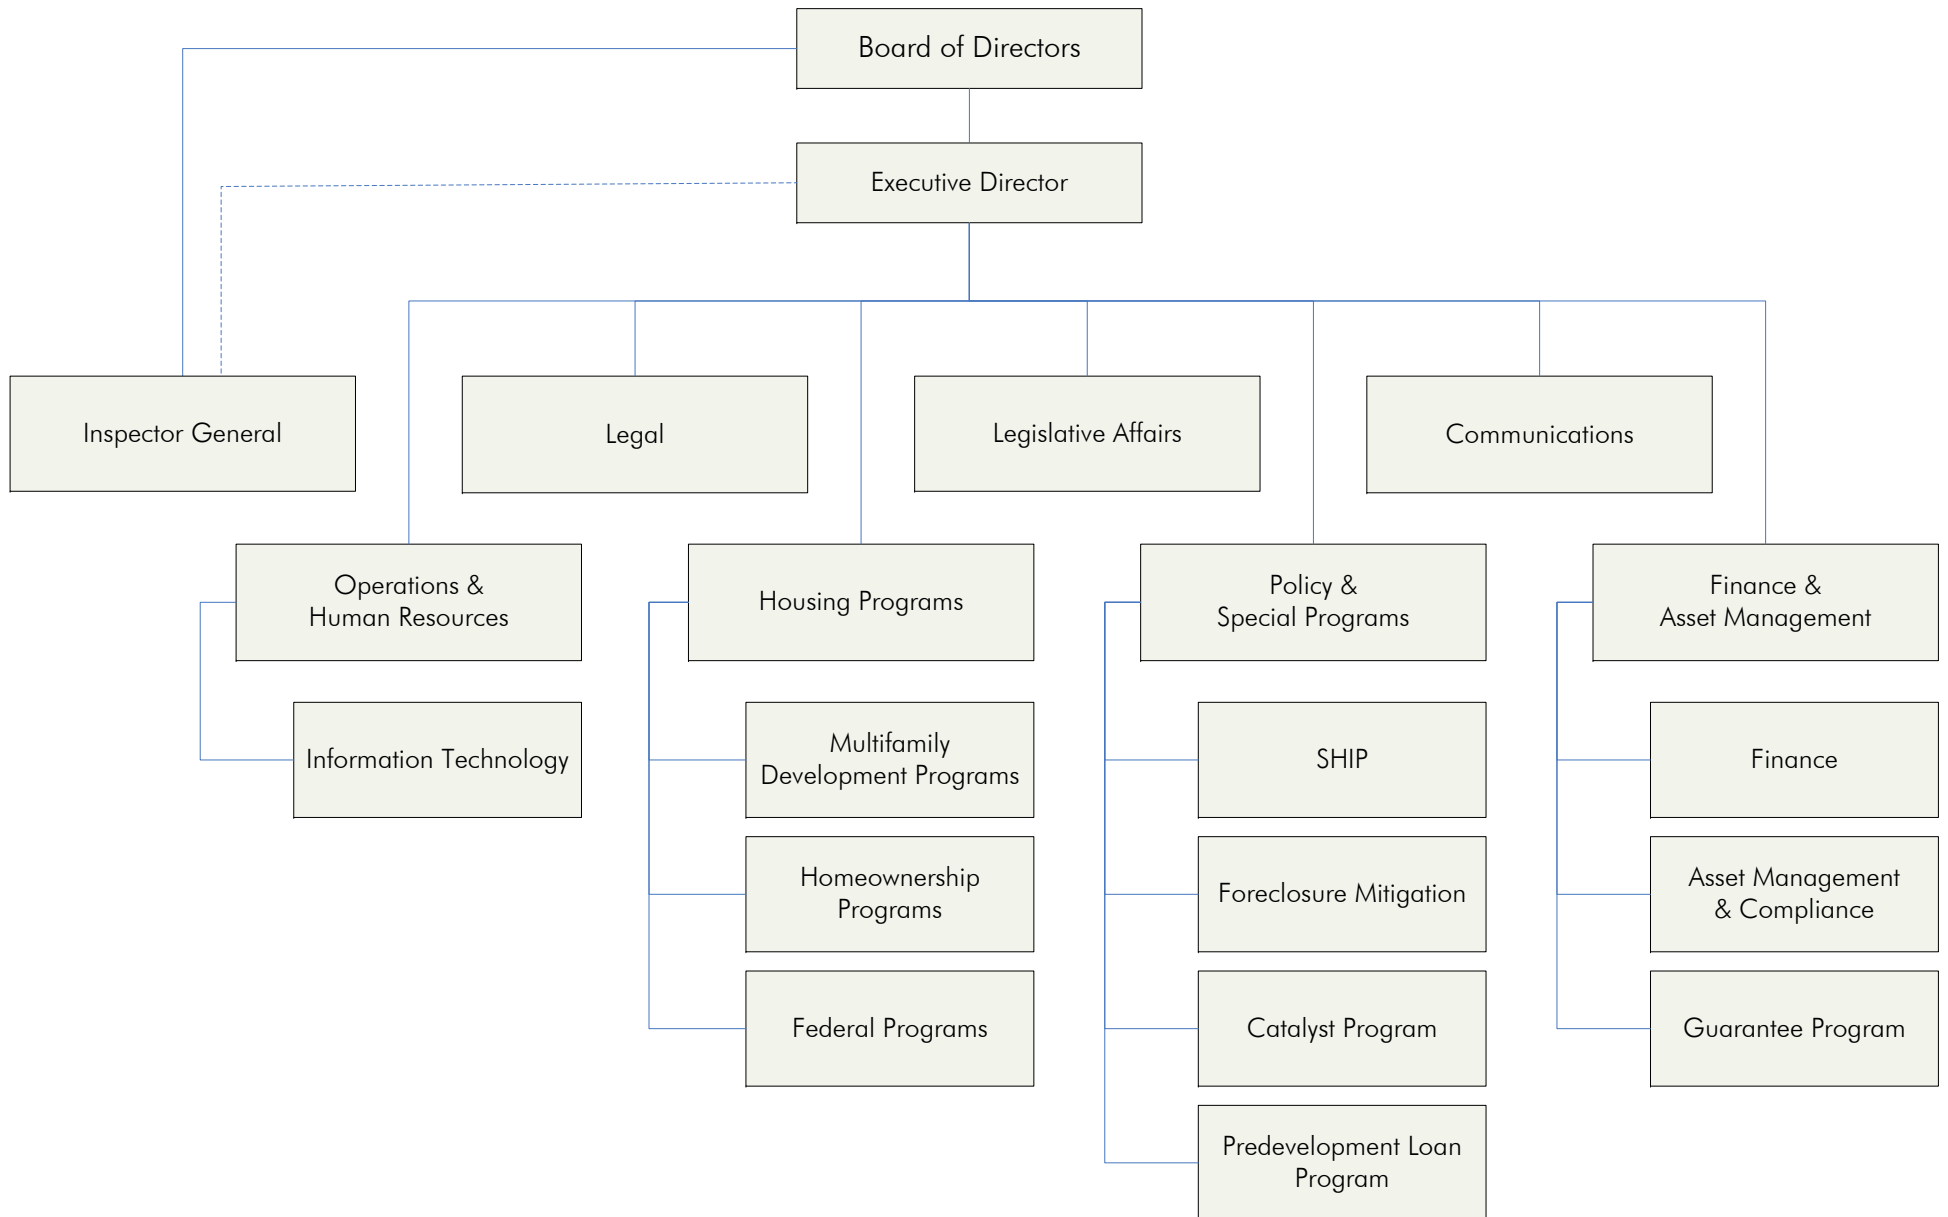 Board of Directors
Executive Director
Inspector General
Legal
Legislative Affairs
Communications
Operations &
Human Resources
Housing Programs
Policy &
Special Programs
Finance &
Asset Management
Information Technology
Multifamily
Development Programs
SHIP
Finance
Homeownership
Programs
Foreclosure Mitigation
Asset Management
& Compliance
Federal Programs
Catalyst Program
Guarantee Program
Predevelopment Loan
Program